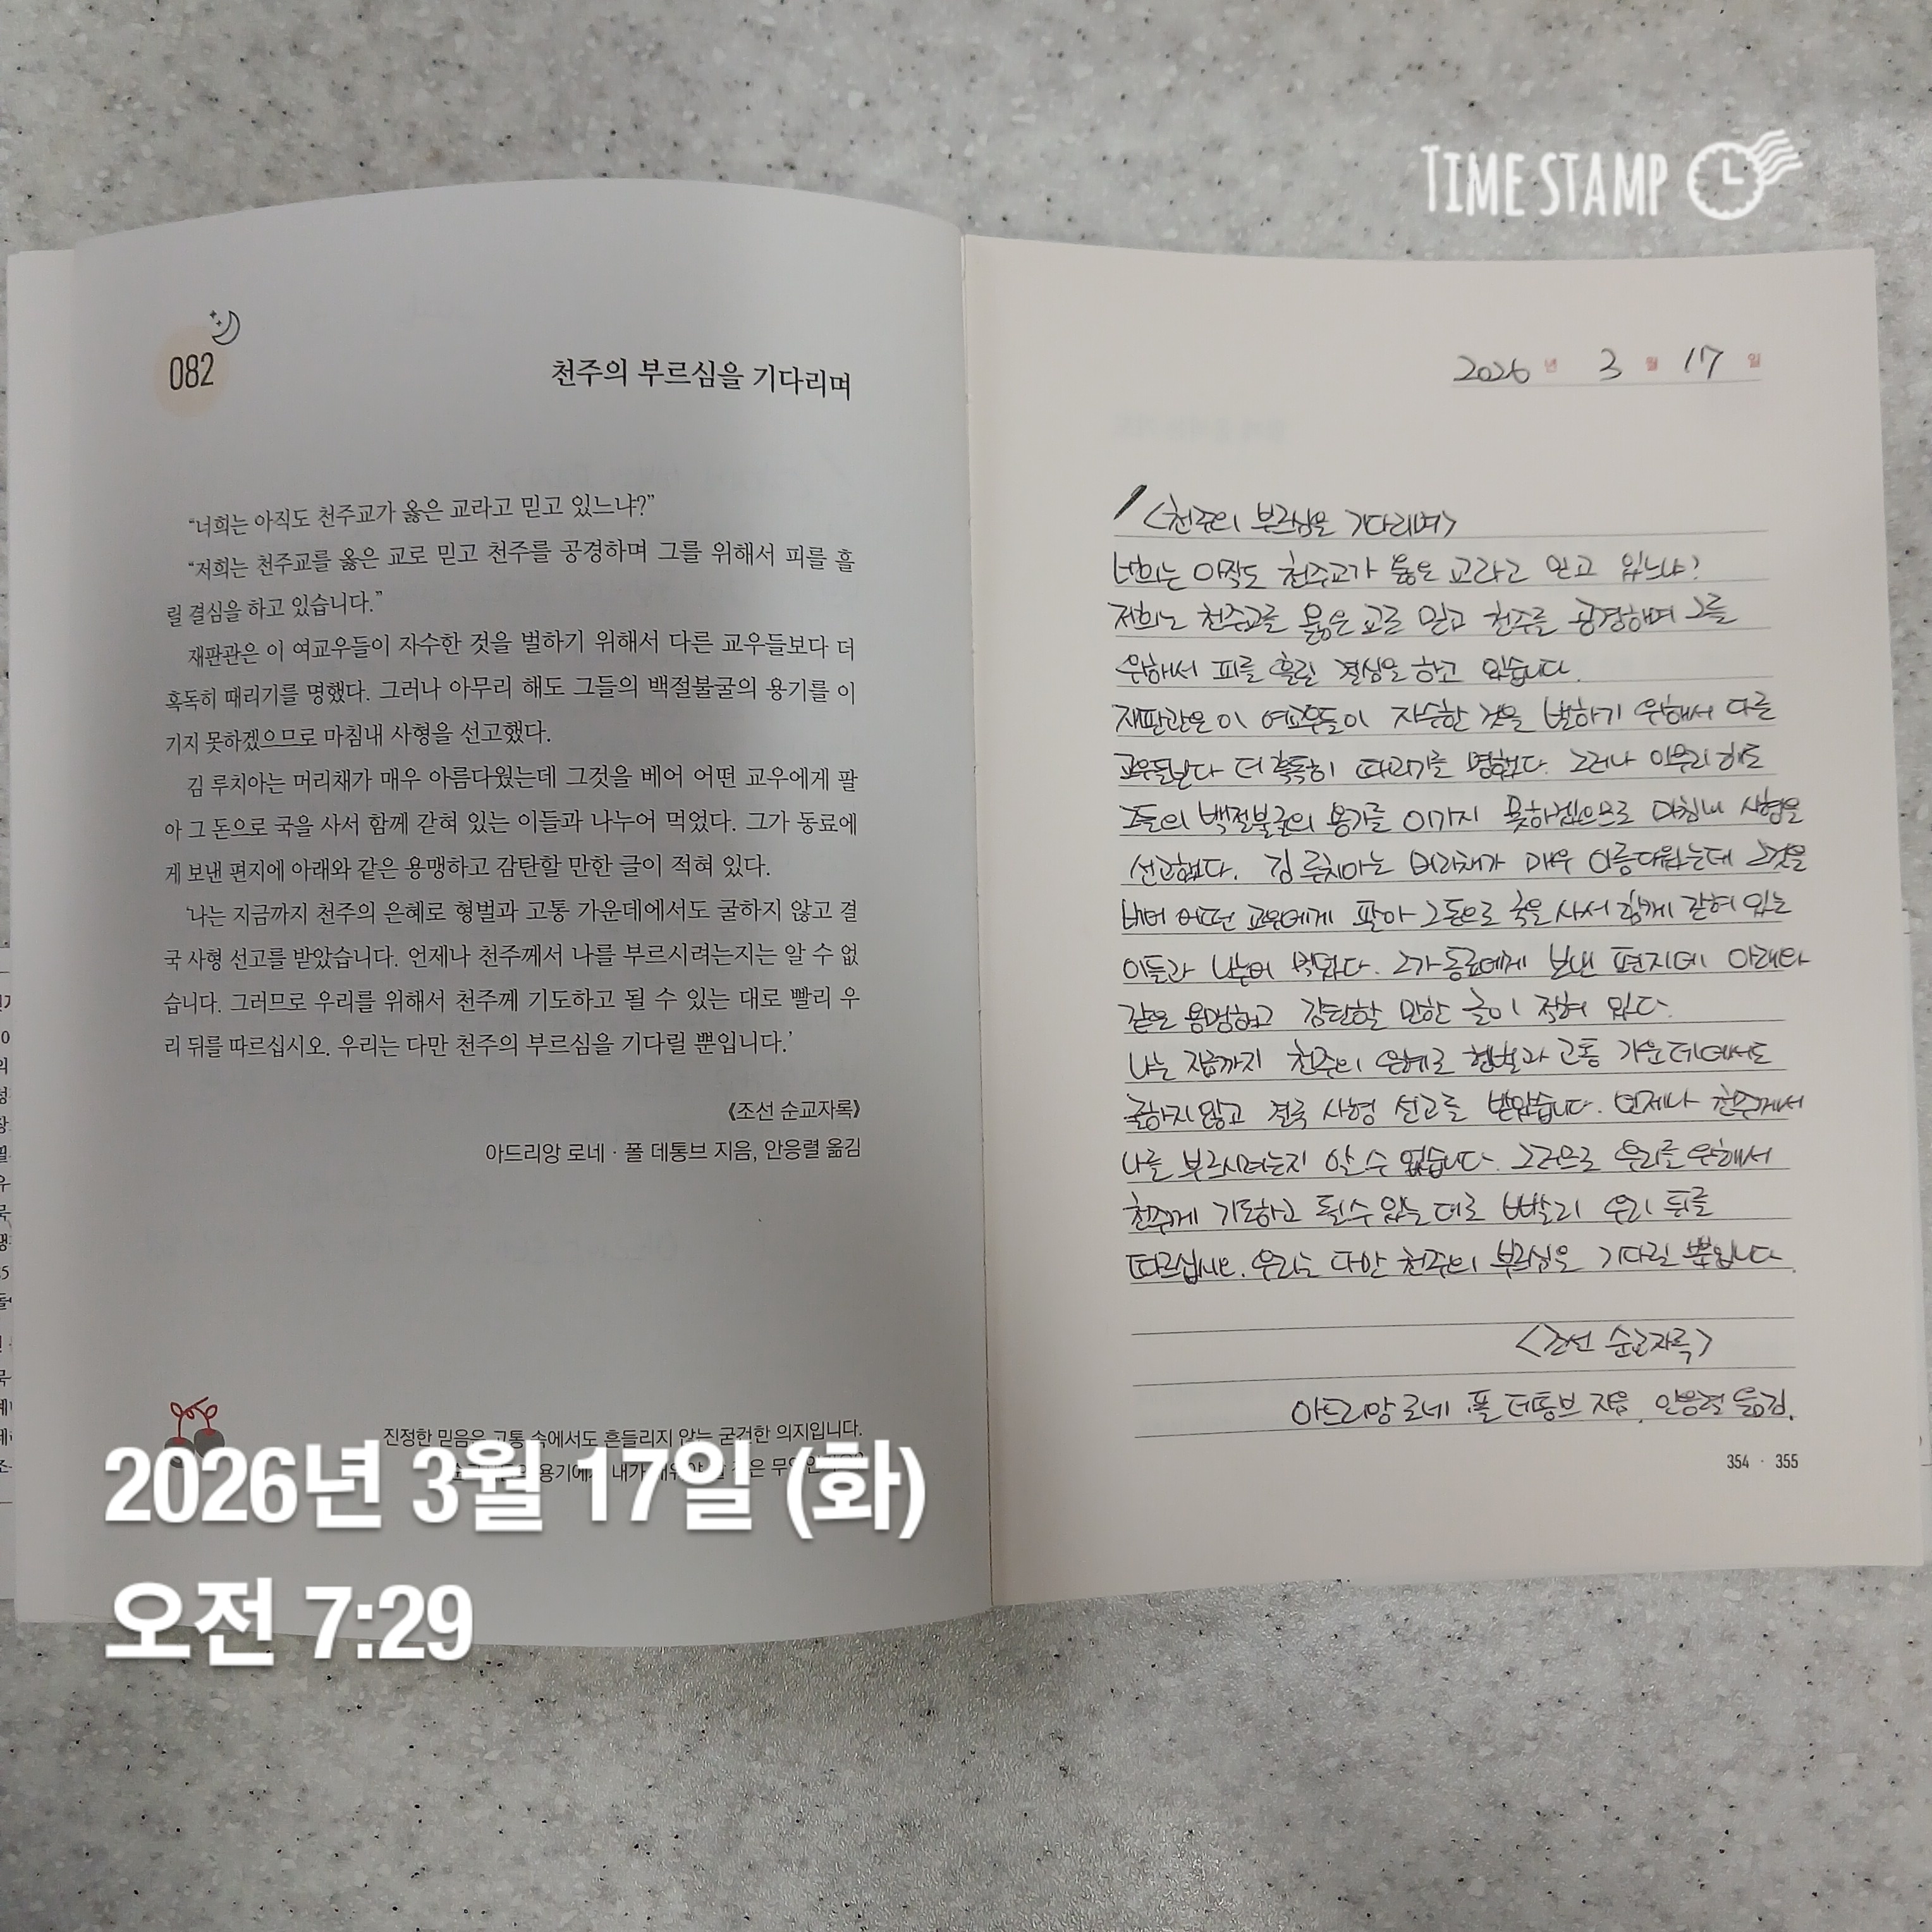 TIME STAMP
082
천주의 부르심을 기다리며
“너희는 아직도 천주교가 옳은 교라고 믿고 있느냐?”
“저희는 천주교를 옳은 교로 믿고 천주를 공경하며 그를 위해서 피를 흘
릴 결심을 하고 있습니다.”
재판관은 이 여교우들이 자수한 것을 벌하기 위해서 다른 교우들보다 더
혹독히 때리기를 명했다. 그러나 아무리 해도 그들의 백절불굴의 용기를 이
기지 못하겠으므로 마침내 사형을 선고했다.
김 루치아는 머리채가 매우 아름다웠는데 그것을 베어 어떤 교우에게 팔
아 그 돈으로 국을 사서 함께 갇혀 있는 이들과 나누어 먹었다. 그가 동료에
게 보낸 편지에 아래와 같은 용맹하고 감탄할 만한 글이 적혀 있다.
‘나는 지금까지 천주의 은혜로 형벌과 고통 가운데에서도 굴하지 않고 결
국 사형 선고를 받았습니다. 언제나 천주께서 나를 부르시려는지는 알 수 없
습니다. 그러므로 우리를 위해서 천주께 기도하고 될 수 있는 대로 빨리 우
리 뒤를 따르십시오. 우리는 다만 천주의 부르심을 기다릴 뿐입니다.’
《조선 순교자록》
아드리앙 로네 · 폴 데통브 지음, 안응렬 옮김
진정한 믿음은 고통 속에서도 흔들리지 않는 굳건한 의지입니다.
용기에서 내가
2026년 3월 17일
<천주의 부르심을 기다리며>
너희는 아직도 천주교가 옳은 교라고 믿고 있느냐?
저희는 천주교를 옳은 교로 믿고 천주를 공경하며 그를
위해서 피를 흘릴 결심을 하고 있습니다.
재판관은 이 여교우들이 자수한 것을 벌하기 위해서 다른
교우들보다 더 혹독히 때리기를 명했다. 그러나 아무리 해도
그들의 백절불굴의 용기를 이기지 못하겠으므로 마침내 사형을
선고했다. 김 루치아는 머리채가 매우 아름다웠는데 그것을
베어 어떤 교우에게 팔아 그 돈으로 국을 사서 함께 갇혀 있는
이들과 나누어 먹었다. 그가 동료에게 보낸 편지에 아래와
같은 용맹하고 감탄할 만한 글이 적혀 있다.
나는 지금까지 천주의 은혜로 형벌과 고통 가운데에서도
굴하지 않고 결국 사형 선고를 받았습니다. 언제나 천주께서
나를 부르시려는지 알 수 없습니다. 그러므로 우리를 위해서
천주께 기도하고 될 수 있는 대로 빨리 우리 뒤를
따르십시오. 우리는 다만 천주의 부르심을 기다릴 뿐입니다.
<조선 순교자록>
아드리앙 로네 폴 데통브 지음, 안응렬 옮김.
354 · 355
2026년 3월 17일 (화)
오전 7:29